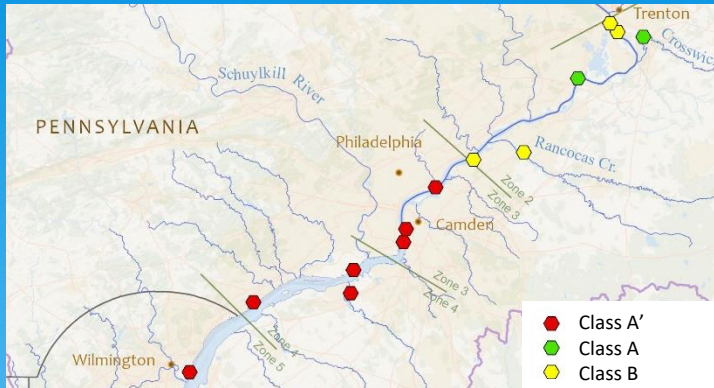 Trenton
Crosswic
Schuylkill River
PENNSYLVANIA
Philadelphia
Rancocas Cr.
Zone 2
Zone 3
Camden
Zone 3
Zone 4
Zone 4
Zone 5
Wilmington
Class A’
Class A
Class B